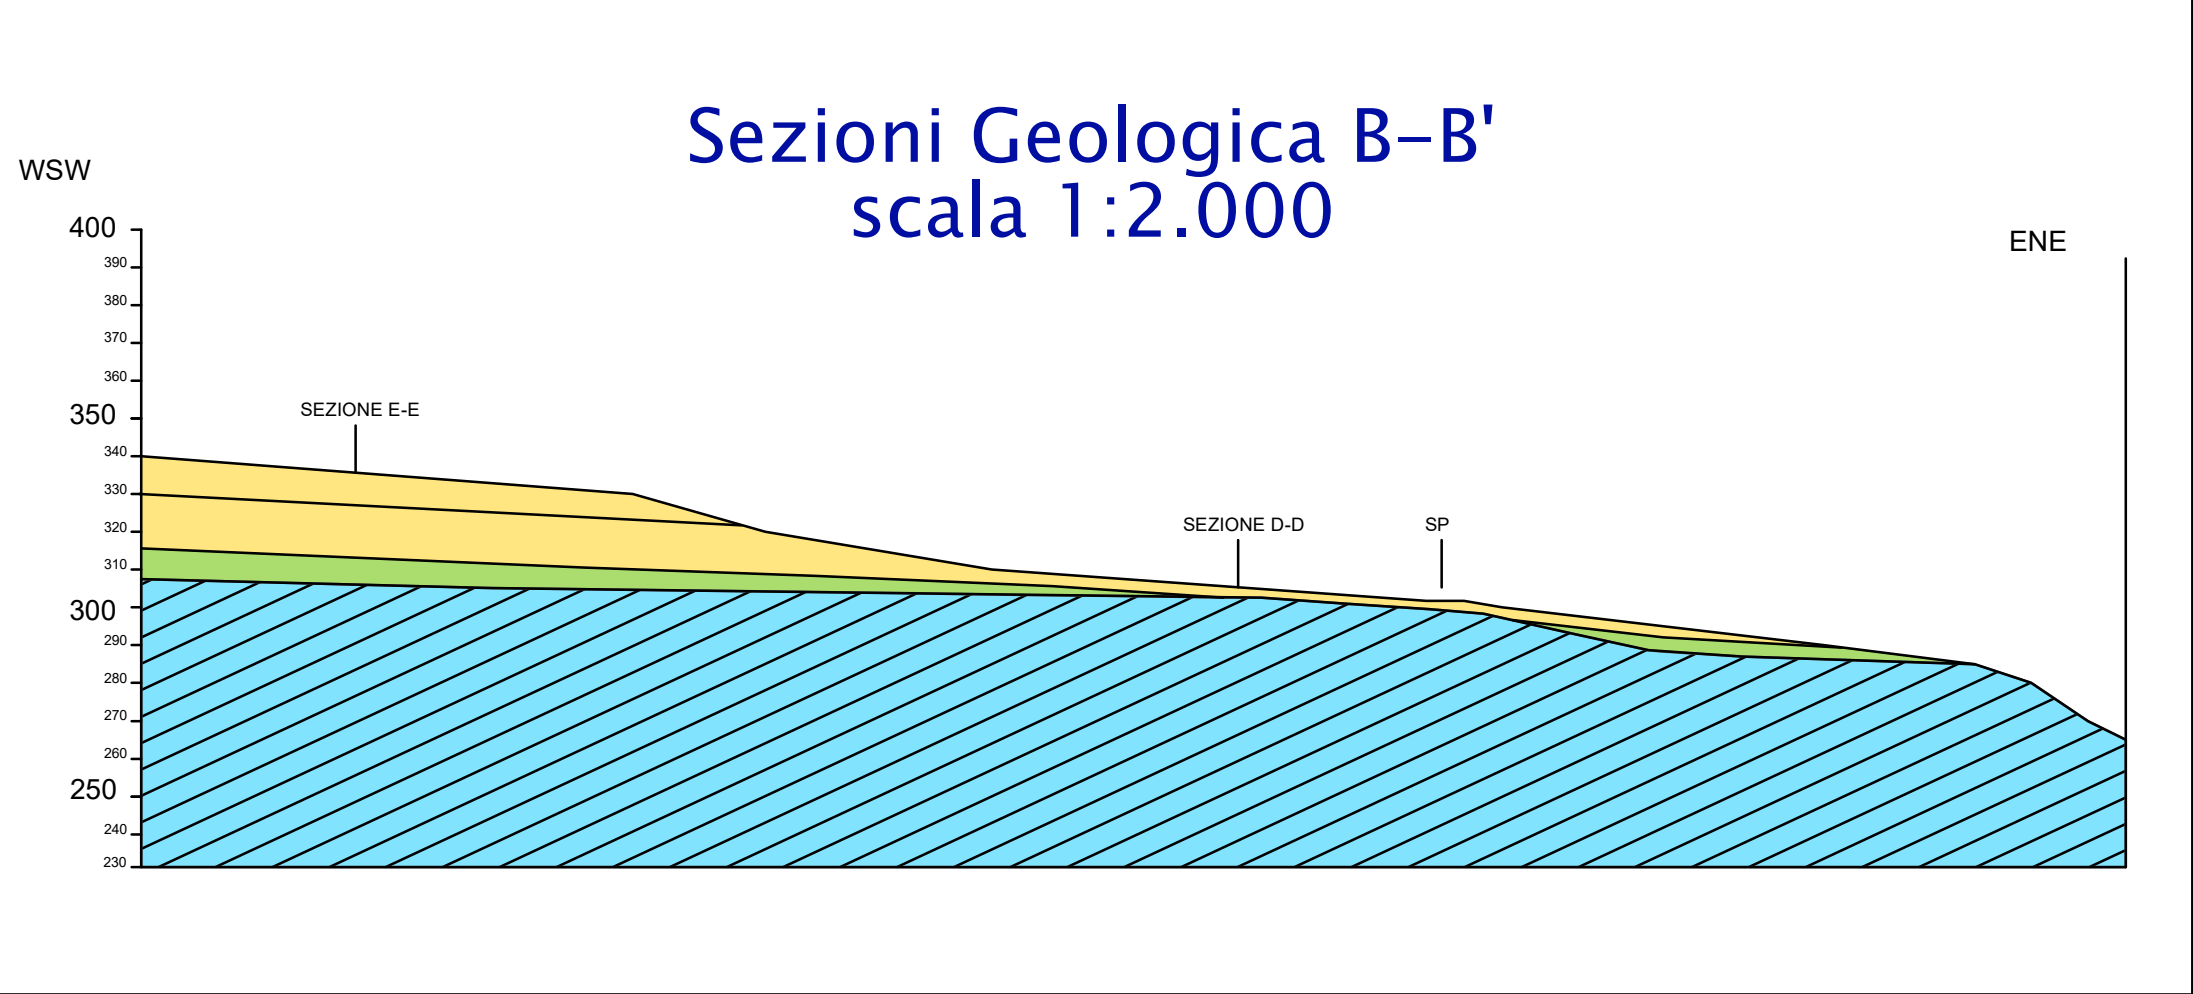 Sezioni Geologica B-B'
scala 1:2.000
WSW
ENE
400
390
380
370
360
350
340
330
320
310
300
290
280
270
260
250
240
230
SEZIONE E-E
SEZIONE D-D
SP